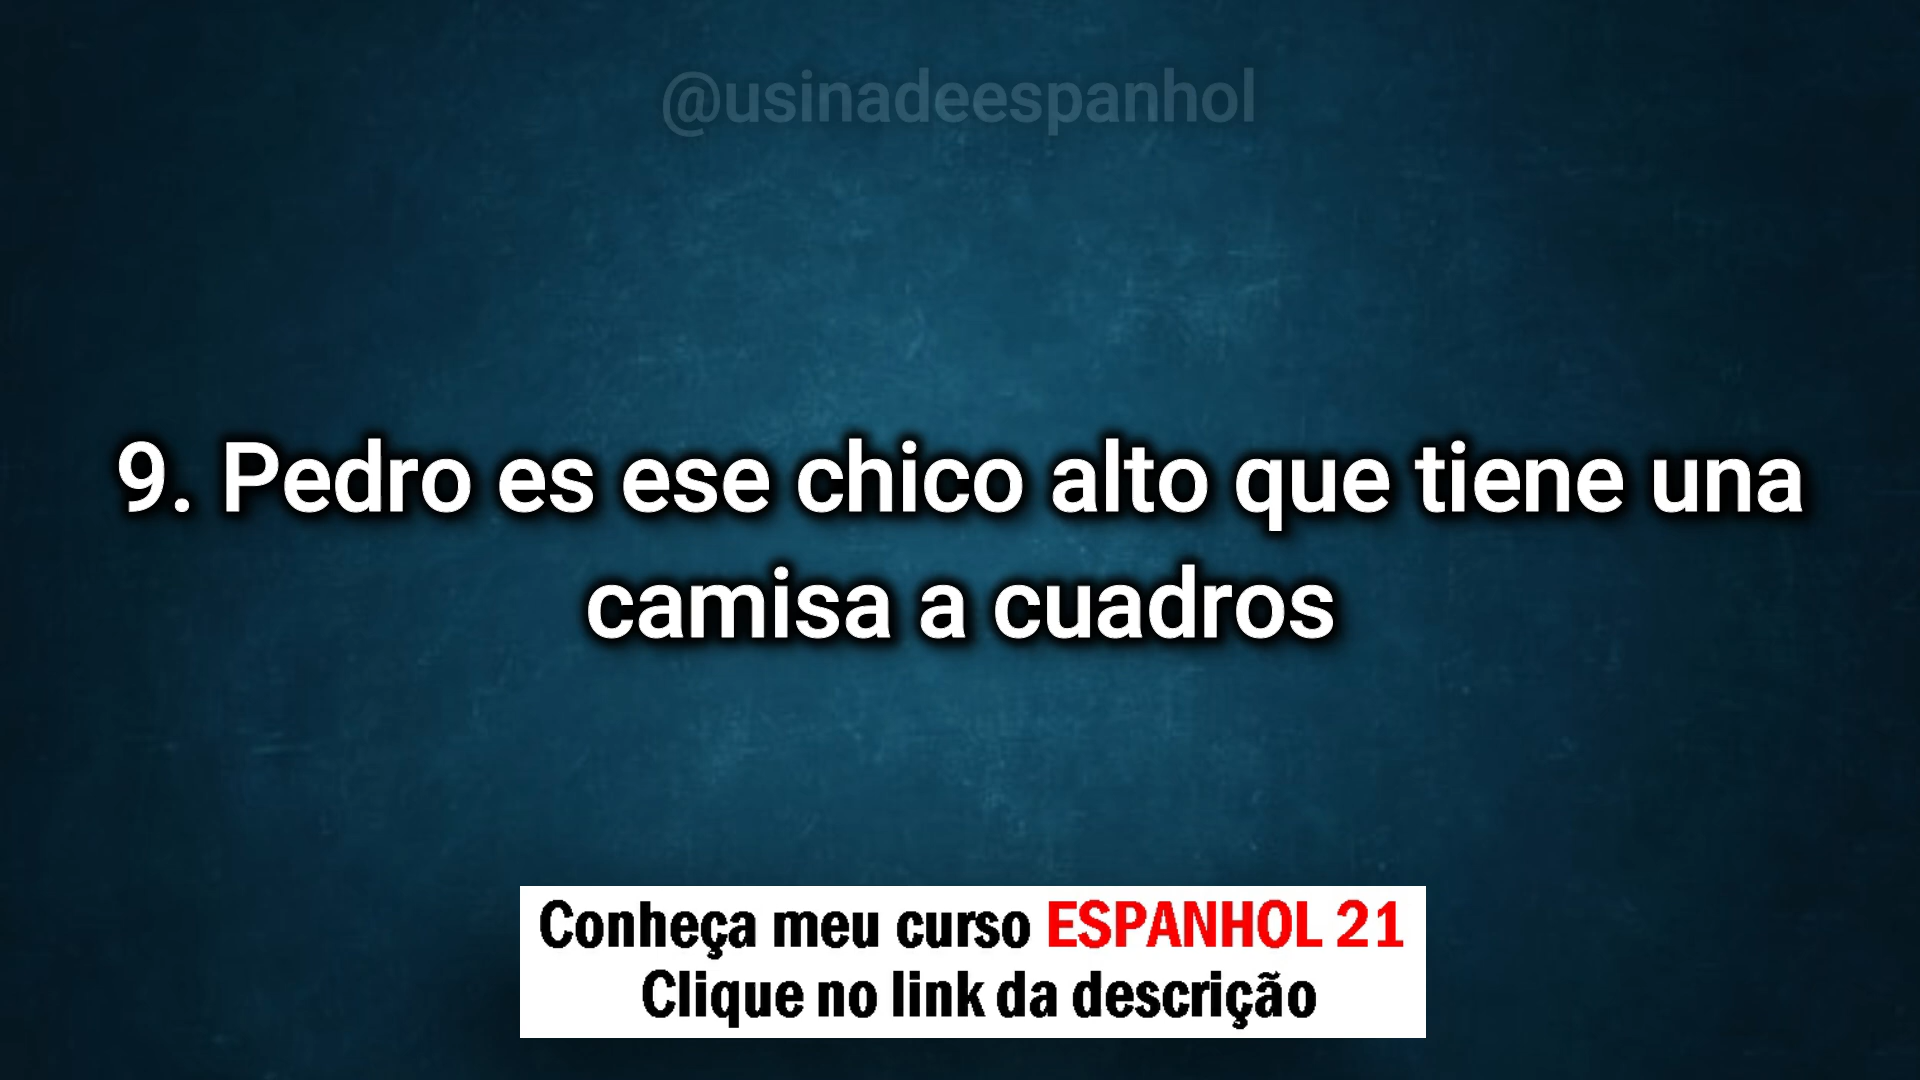 @usinadeespanhol
9. Pedro es ese chico alto que tiene una
camisa a cuadros
Conheça meu curso ESPANHOL 21
Clique no link da descrição